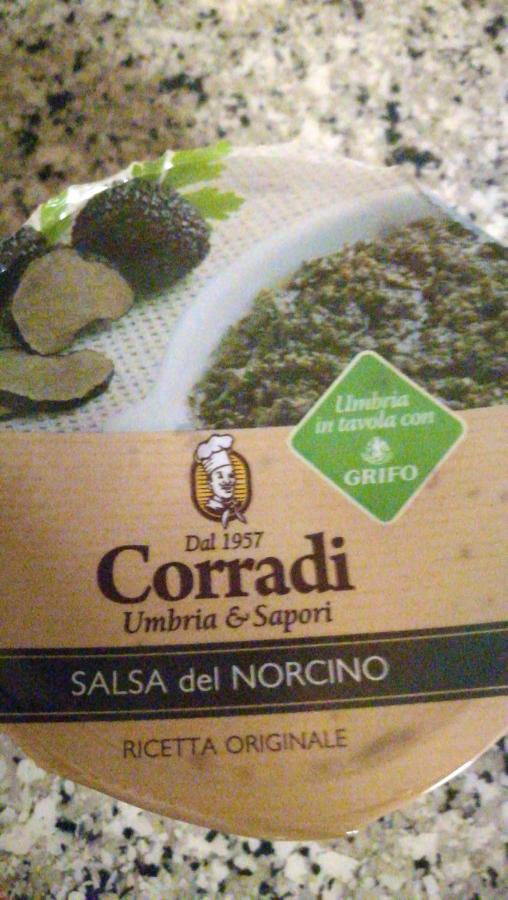 Umbria
in tavola con
GRIFO
Dal 1957
Corradi
Umbria & Sapori
SALSA del NORCINO
RICETTA ORIGINALE